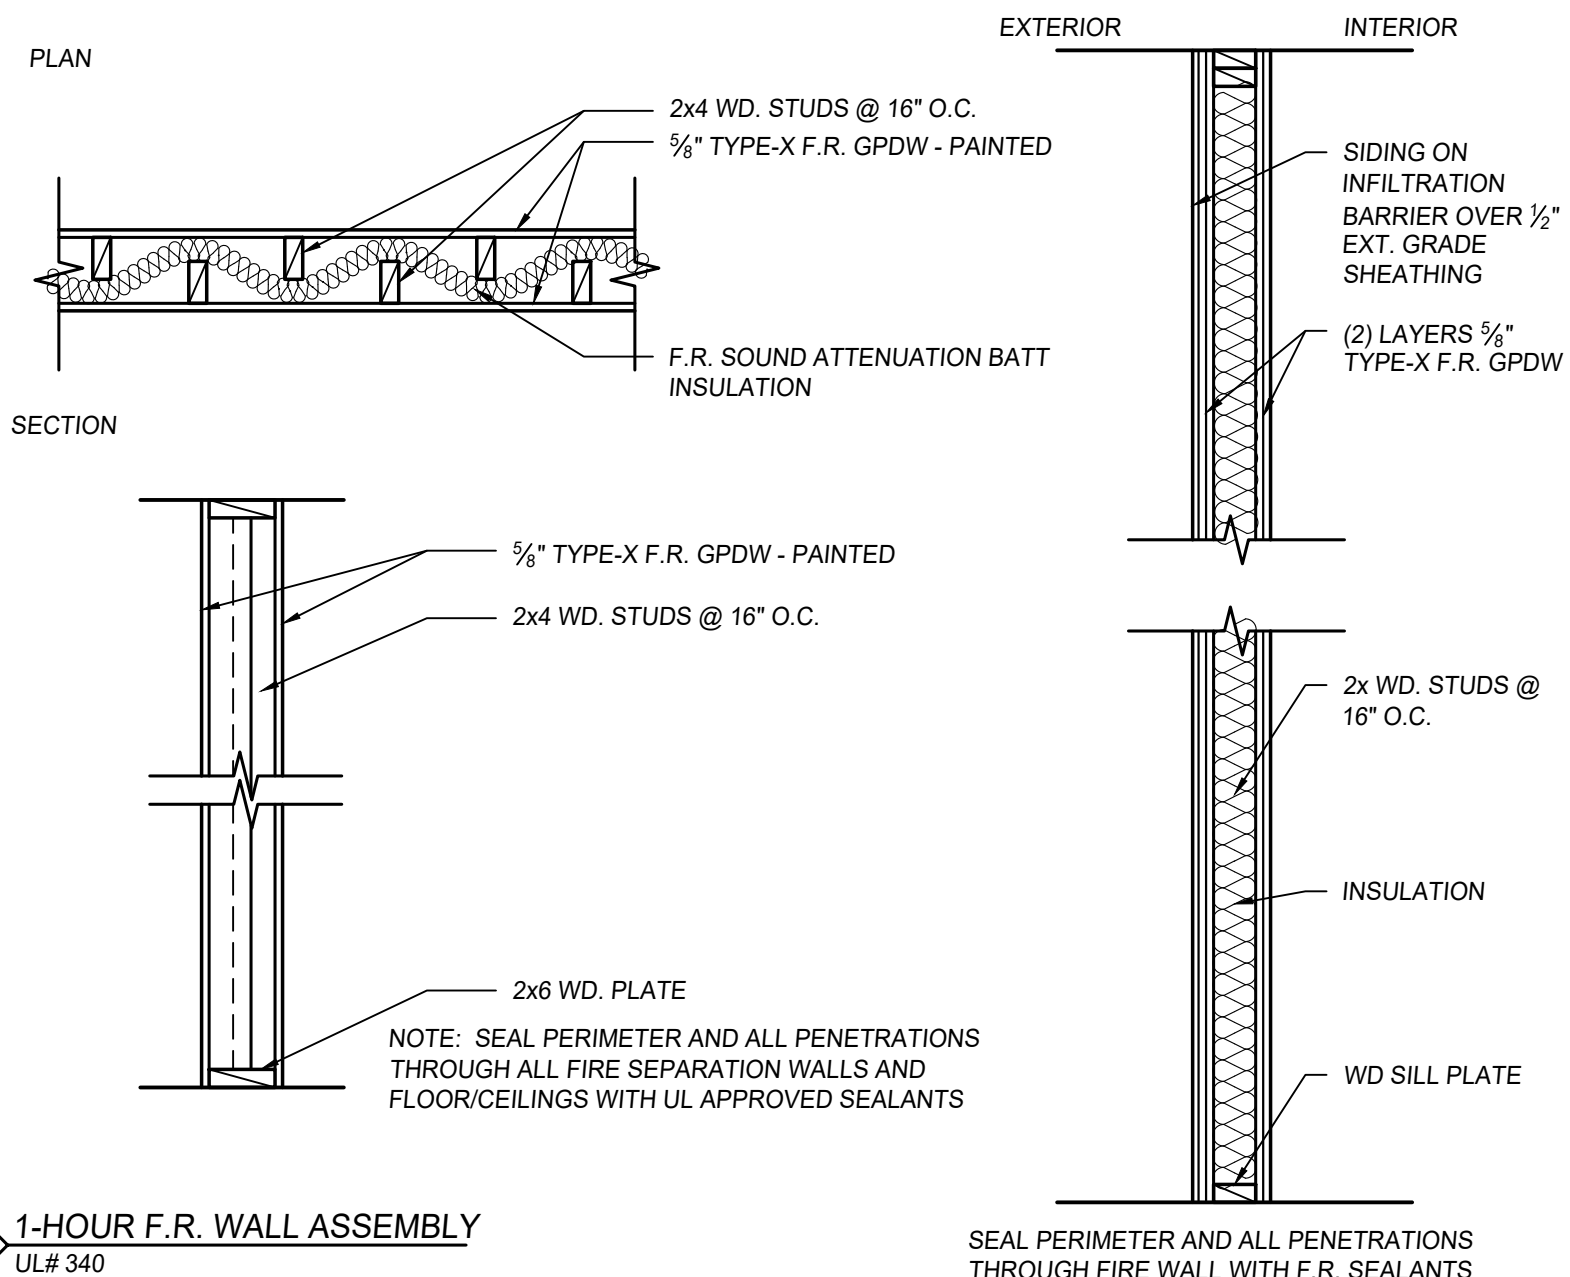 PLAN
2x4 WD. STUDS @ 16" O.C.
⅝" TYPE-X F.R. GPDW - PAINTED
F.R. SOUND ATTENUATION BATT
INSULATION
SECTION
⅝" TYPE-X F.R. GPDW - PAINTED
2x4 WD. STUDS @ 16" O.C.
2x6 WD. PLATE
NOTE: SEAL PERIMETER AND ALL PENETRATIONS
THROUGH ALL FIRE SEPARATION WALLS AND
FLOOR/CEILINGS WITH UL APPROVED SEALANTS
1-HOUR F.R. WALL ASSEMBLY
UL# 340
EXTERIOR
INTERIOR
SIDING ON
INFILTRATION
BARRIER OVER ½"
EXT. GRADE
SHEATHING
(2) LAYERS ⅝"
TYPE-X F.R. GPDW
2x WD. STUDS @
16" O.C.
INSULATION
WD SILL PLATE
SEAL PERIMETER AND ALL PENETRATIONS
THROUGH FIRE WALL WITH F.R. SEALANTS